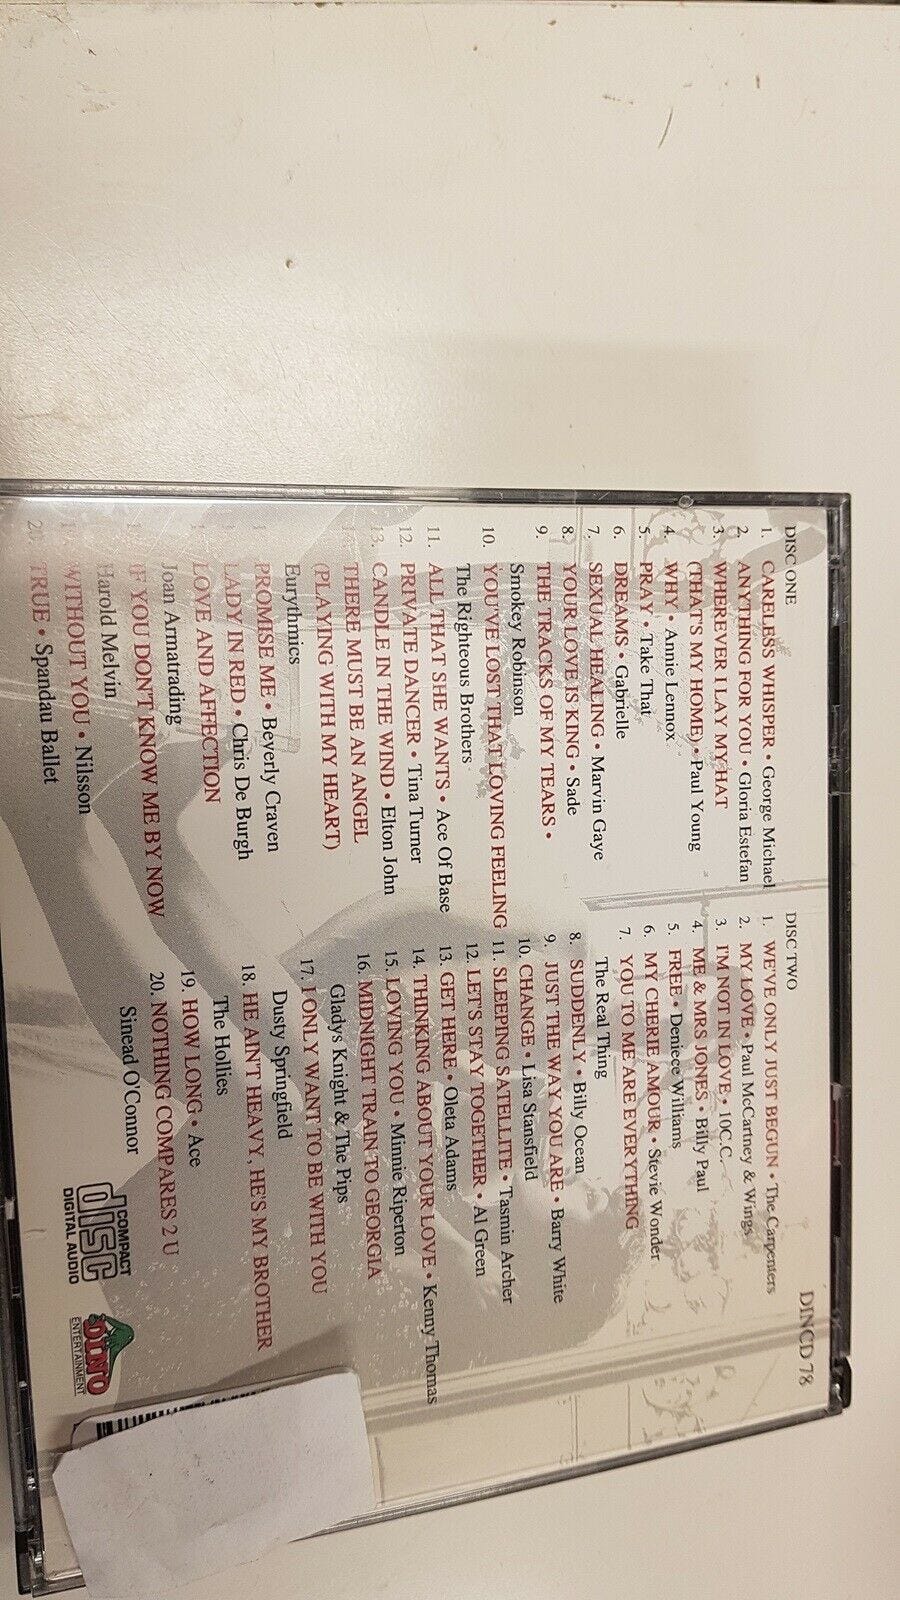 DINCD 78
DISC ONE
1. CARELESS WHISPER • George Michael
2. ANYTHING FOR YOU • Gloria Estefan
3. WHEREVER I LAY MY HAT
(THAT'S MY HOME) • Paul Young
4. WHY • Annie Lennox
5. PRAY • Take That
6. DREAMS • Gabrielle
7. SEXUAL HEALING • Marvin Gaye
8. YOUR LOVE IS KING • Sade
9. THE TRACKS OF MY TEARS •
Smokey Robinson
10. YOU'VE LOST THAT LOVING FEELING
The Righteous Brothers
11. ALL THAT SHE WANTS • Ace Of Base
12. PRIVATE DANCER • Tina Turner
13. CANDLE IN THE WIND • Elton John
14. THERE MUST BE AN ANGEL
(PLAYING WITH MY HEART)
Eurythmics
PROMISE ME • Beverly Craven
LADY IN RED • Chris De Burgh
LOVE AND AFFECTION
Joan Armatrading
IF YOU DON'T KNOW ME BY NOW
Harold Melvin
WITHOUT YOU • Nilsson
20. TRUE • Spandau Ballet
DISC TWO
1. WE'VE ONLY JUST BEGUN • The Carpenters
2. MY LOVE • Paul McCartney & Wings
3. I'M NOT IN LOVE • 10C.C.
4. ME & MRS JONES • Billy Paul
5. FREE • Deniece Williams
6. MY CHERIE AMOUR • Stevie Wonder
7. YOU TO ME ARE EVERYTHING
The Real Thing
8. SUDDENLY • Billy Ocean
9. JUST THE WAY YOU ARE • Barry White
10. CHANGE • Lisa Stansfield
11. SLEEPING SATELLITE • Tasmin Archer
12. LET'S STAY TOGETHER • Al Green
13. GET HERE • Oleta Adams
14. THINKING ABOUT YOUR LOVE • Kenny Thomas
15. LOVING YOU • Minnie Riperton
16. MIDNIGHT TRAIN TO GEORGIA
Gladys Knight & The Pips
17. I ONLY WANT TO BE WITH YOU
Dusty Springfield
18. HE AIN'T HEAVY, HE'S MY BROTHER
The Hollies
19. HOW LONG • Ace
20. NOTHING COMPARES 2 U
Sinead O'Connor
COMPACT
disc
DIGITAL AUDIO
DINO
ENTERTAINMENT